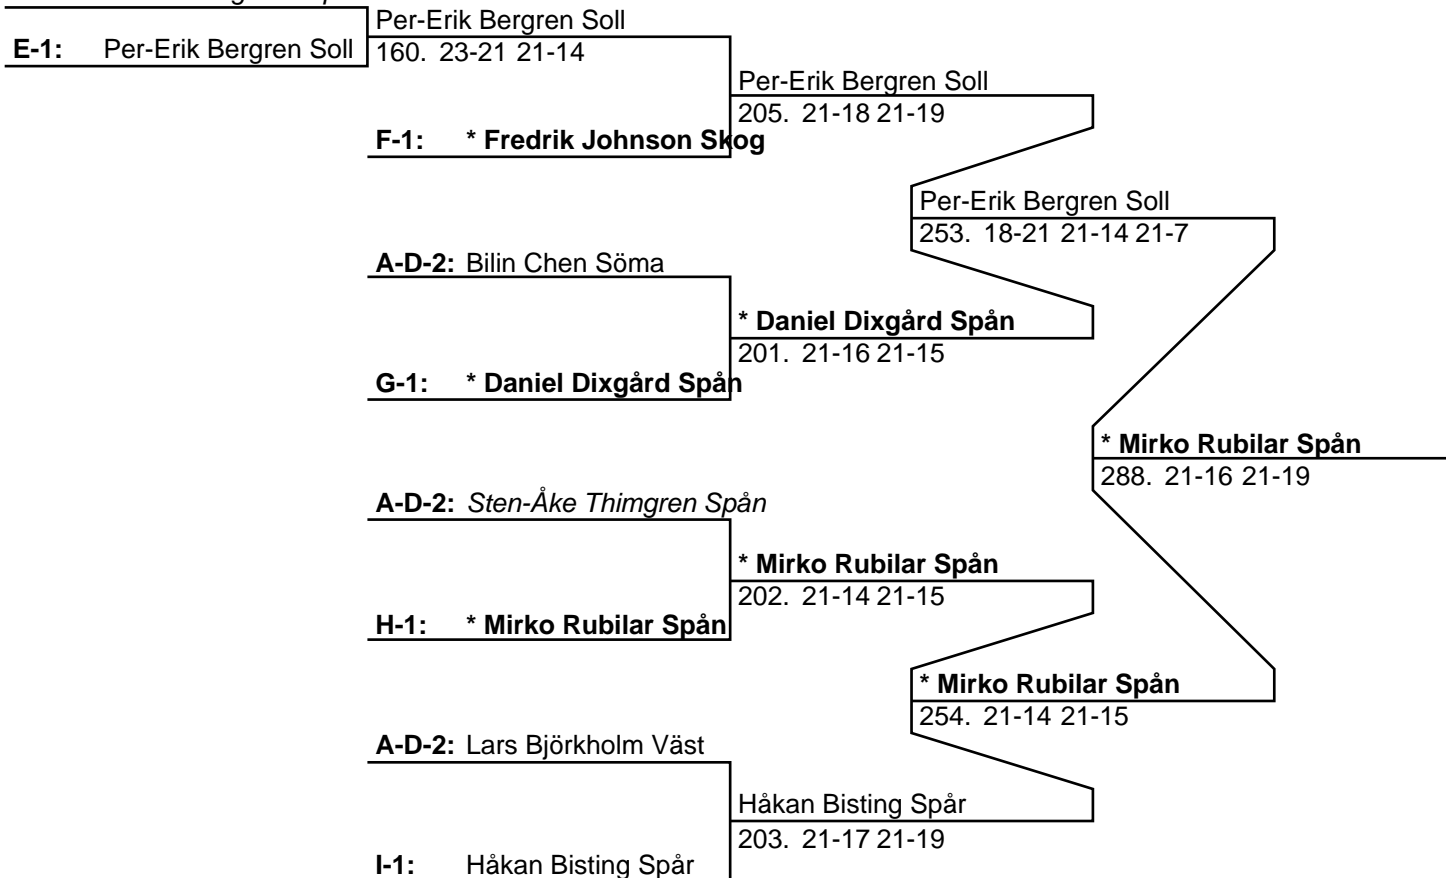 Per-Erik Bergren Soll
E-1: Per-Erik Bergren Soll
160. 23-21 21-14
Per-Erik Bergren Soll
205. 21-18 21-19
F-1: * Fredrik Johnson Skog
Per-Erik Bergren Soll
253. 18-21 21-14 21-7
A-D-2: Bilin Chen Söma
* Daniel Dixgård Spån
201. 21-16 21-15
G-1: * Daniel Dixgård Spån
* Mirko Rubilar Spån
288. 21-16 21-19
A-D-2: Sten-Åke Thimgren Spån
* Mirko Rubilar Spån
202. 21-14 21-15
H-1: * Mirko Rubilar Spån
* Mirko Rubilar Spån
254. 21-14 21-15
A-D-2: Lars Björkholm Väst
Håkan Bisting Spår
203. 21-17 21-19
I-1: Håkan Bisting Spår